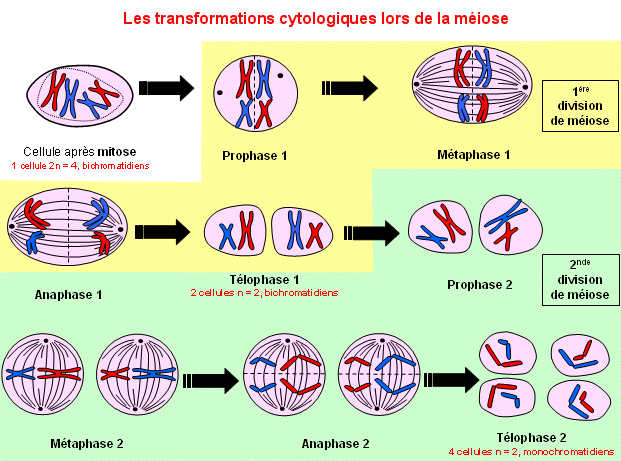 Les transformations cytologiques lors de la méiose
Cellule après mitose
1 cellule 2n = 4, bichromatidiens
Prophase 1
Métaphase 1
1ère
division
de méiose
Anaphase 1
Télophase 1
2 cellules n = 2, bichromatidiens
Prophase 2
2nde
division
de méiose
Métaphase 2
Anaphase 2
Télophase 2
4 cellules n = 2, monochromatidiens